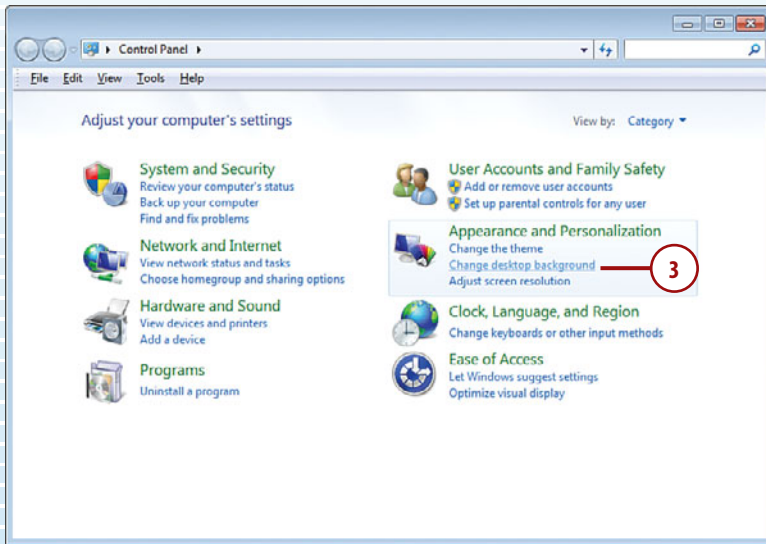 Control Panel
File Edit View Tools Help
Adjust your computer's settings
View by: Category
System and Security
Review your computer's status
Back up your computer
Find and fix problems
Network and Internet
View network status and tasks
Choose homegroup and sharing options
Hardware and Sound
View devices and printers
Add a device
Programs
Uninstall a program
User Accounts and Family Safety
Add or remove user accounts
Set up parental controls for any user
Appearance and Personalization
Change the theme
Change desktop background
3
Adjust screen resolution
Clock, Language, and Region
Change keyboards or other input methods
Ease of Access
Let Windows suggest settings
Optimize visual display